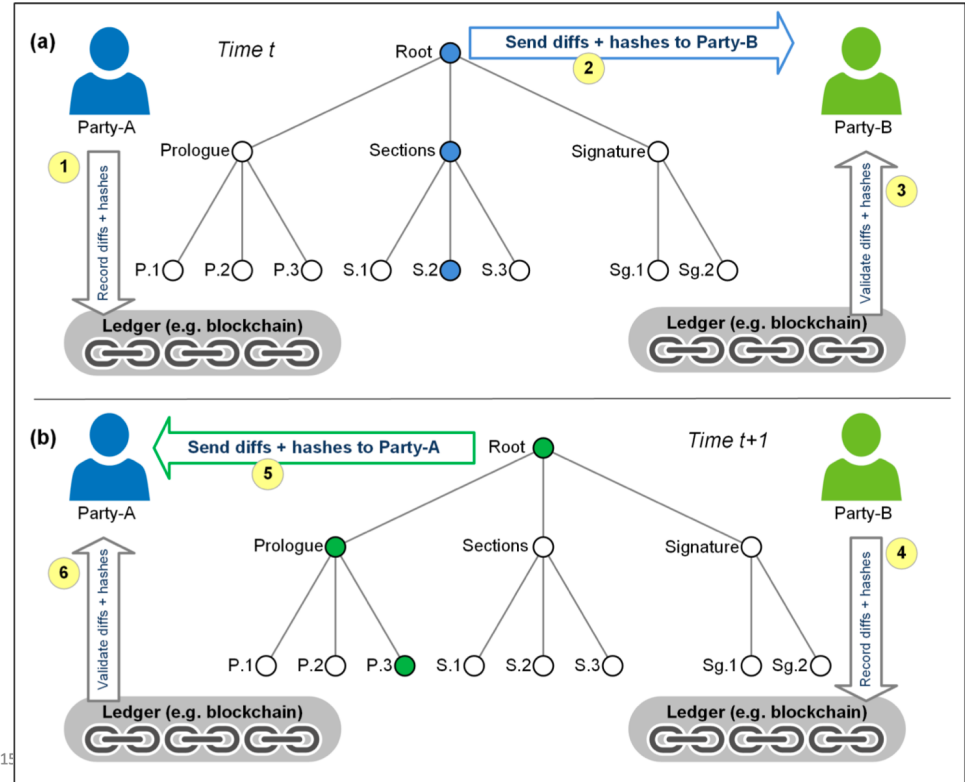 (a)
Time t
Root
Send diffs + hashes to Party-B
2
Party-A
Party-B
1
Record diffs + hashes
Prologue
Sections
Signature
3
Validate diffs + hashes
P.1
P.2
P.3
S.1
S.2
S.3
Sg.1
Sg.2
Ledger (e.g. blockchain)
Ledger (e.g. blockchain)
(b)
Send diffs + hashes to Party-A
5
Root
Time t+1
Party-A
Party-B
6
Validate diffs + hashes
Prologue
Sections
Signature
4
Record diffs + hashes
P.1
P.2
P.3
S.1
S.2
S.3
Sg.1
Sg.2
Ledger (e.g. blockchain)
Ledger (e.g. blockchain)